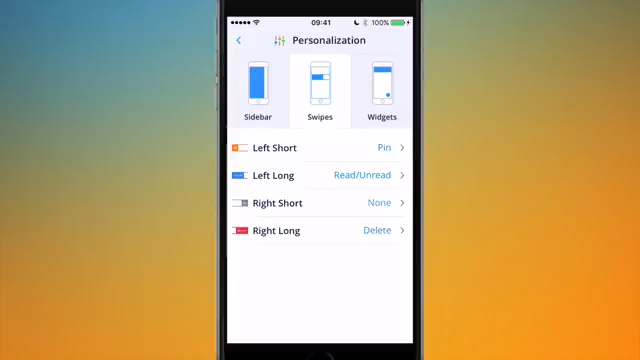 09:41 100%
Personalization
Sidebar Swipes Widgets
Left Short Pin
Left Long Read/Unread
Right Short None
Right Long Delete